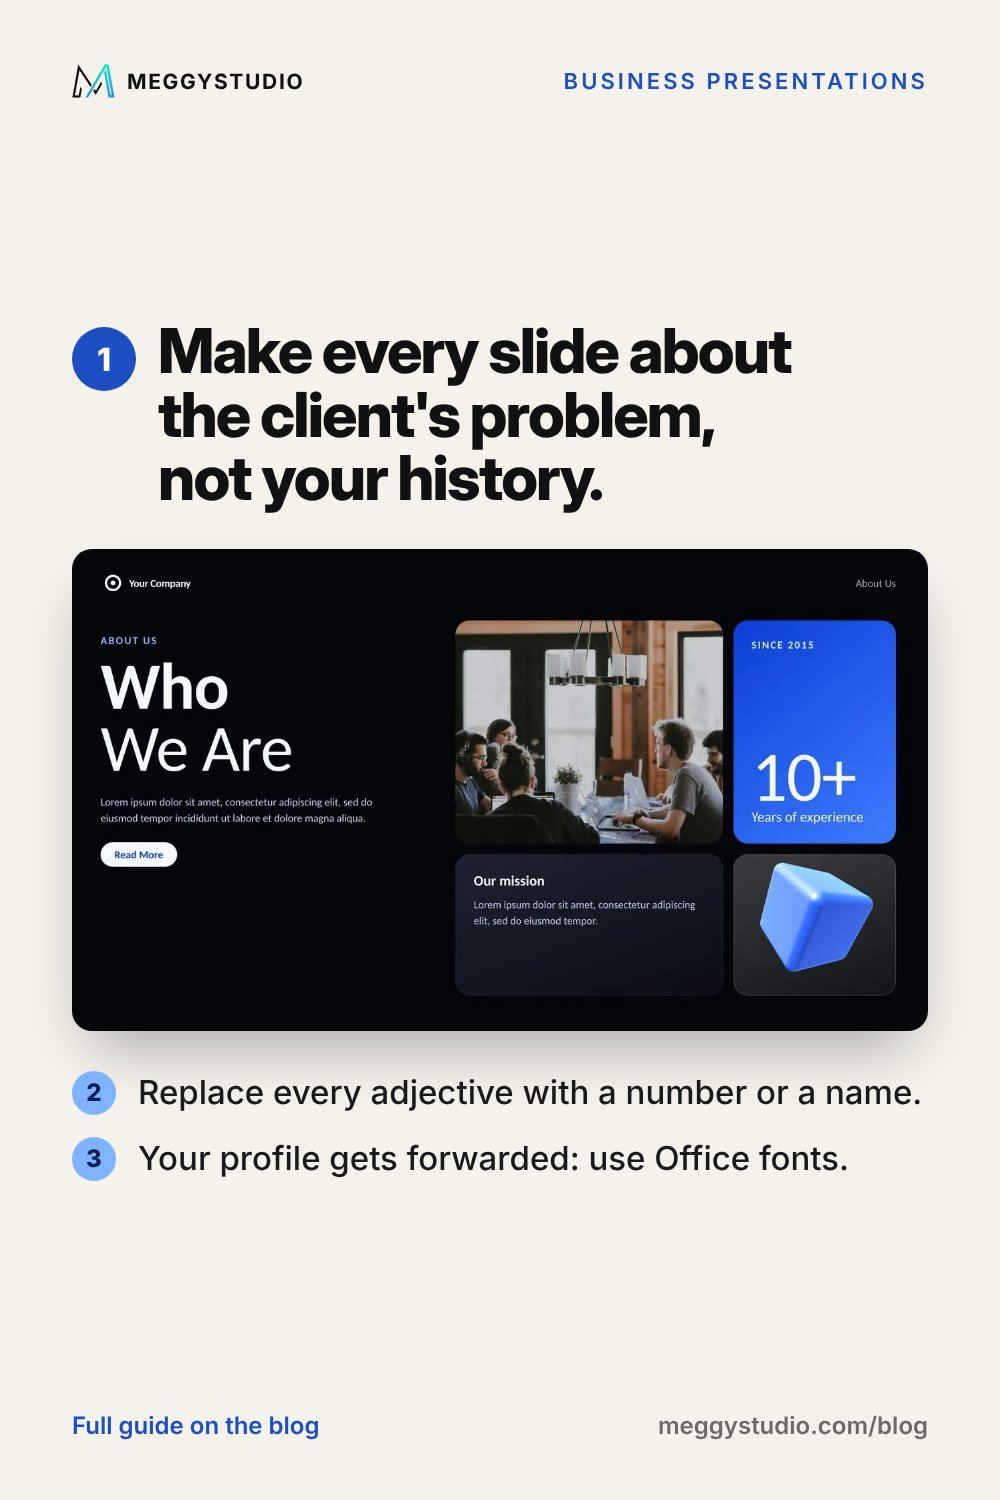 MEGGYSTUDIO
BUSINESS PRESENTATIONS
1
Make every slide about
the client's problem,
not your history.
Your Company
About Us
ABOUT US
Who
We Are
Lorem ipsum dolor sit amet, consectetur adipiscing elit, sed do
eiusmod tempor incididunt ut labore et dolore magna aliqua.
Read More
SINCE 2015
10+
Years of experience
Our mission
Lorem ipsum dolor sit amet, consectetur adipiscing
elit, sed do eiusmod tempor.
2 Replace every adjective with a number or a name.
3 Your profile gets forwarded: use Office fonts.
Full guide on the blog
meggystudio.com/blog